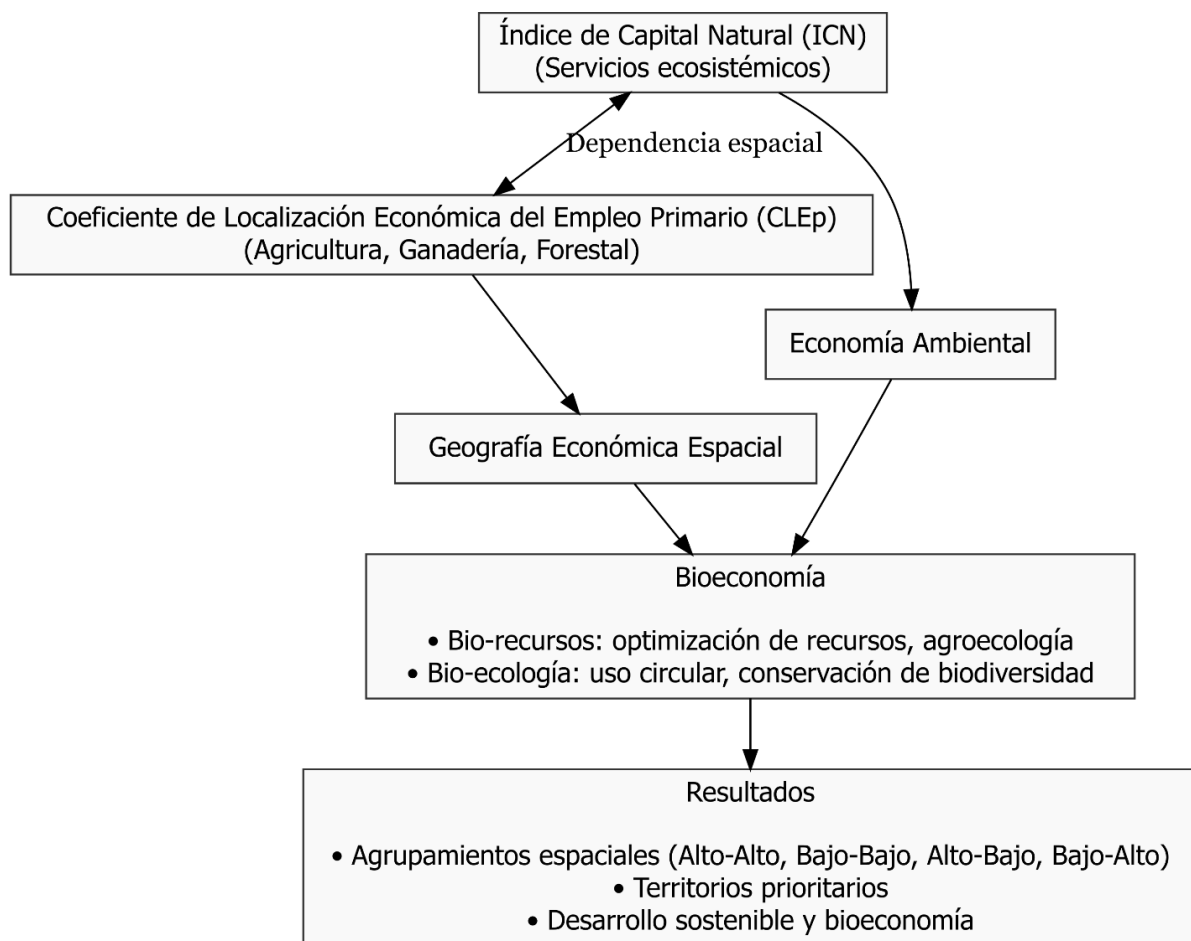 Índice de Capital Natural (ICN)
(Servicios ecosistémicos)
Dependencia espacial
Coeficiente de Localización Económica del Empleo Primario (CLEp)
(Agricultura, Ganadería, Forestal)
Economía Ambiental
Geografía Económica Espacial
Bioeconomía
• Bio-recursos: optimización de recursos, agroecología
• Bio-ecología: uso circular, conservación de biodiversidad
Resultados
• Agrupamientos espaciales (Alto-Alto, Bajo-Bajo, Alto-Bajo, Bajo-Alto)
• Territorios prioritarios
• Desarrollo sostenible y bioeconomía